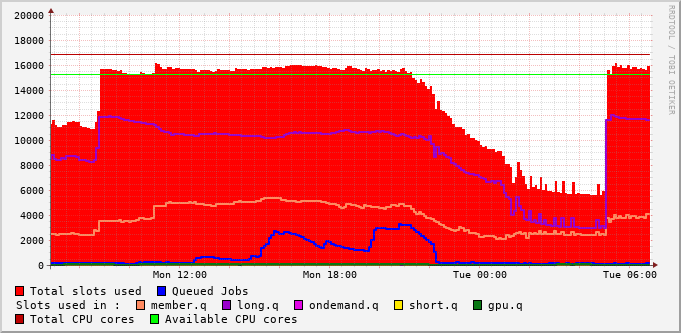 20000
18000
16000
14000
12000
10000
8000
6000
4000
2000
0
Mon 12:00 Mon 18:00 Tue 00:00 Tue 06:00
Total slots used Queued Jobs
Slots used in : member.q long.q ondemand.q short.q gpu.q
Total CPU cores Available CPU cores
RRDTOOL / TOBI OETIKER